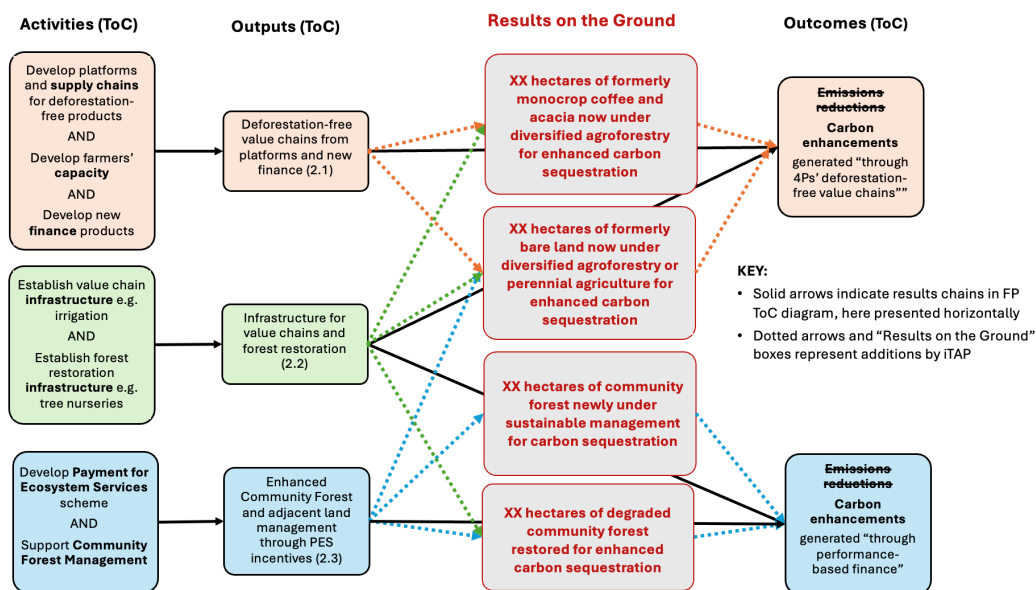 Activities (ToC)
Outputs (ToC)
Results on the Ground
Outcomes (ToC)
Develop platforms
and supply chains
for deforestation-
free products
AND
Develop farmers'
capacity
AND
Develop new
finance products
Deforestation-free
value chains from
platforms and new
finance (2.1)
XX hectares of formerly
monocrop coffee and
acacia now under
diversified agroforestry
for enhanced carbon
sequestration
Emissions
reductions
Carbon
enhancements
generated “through
4Ps’ deforestation-
free value chains””
Establish value chain
infrastructure e.g.
irrigation
AND
Establish forest
restoration
infrastructure e.g.
tree nurseries
Infrastructure for
value chains and
forest restoration
(2.2)
XX hectares of formerly
bare land now under
diversified agroforestry or
perennial agriculture for
enhanced carbon
sequestration
KEY:
• Solid arrows indicate results chains in FP
ToC diagram, here presented horizontally
• Dotted arrows and “Results on the Ground”
boxes represent additions by iTAP
XX hectares of community
forest newly under
sustainable management
for carbon sequestration
Develop Payment for
Ecosystem Services
scheme
AND
Support Community
Forest Management
Enhanced
Community Forest
and adjacent land
management
through PES
incentives (2.3)
XX hectares of degraded
community forest
restored for enhanced
carbon sequestration
Emissions
reductions
Carbon
enhancements
generated “through
performance-
based finance”